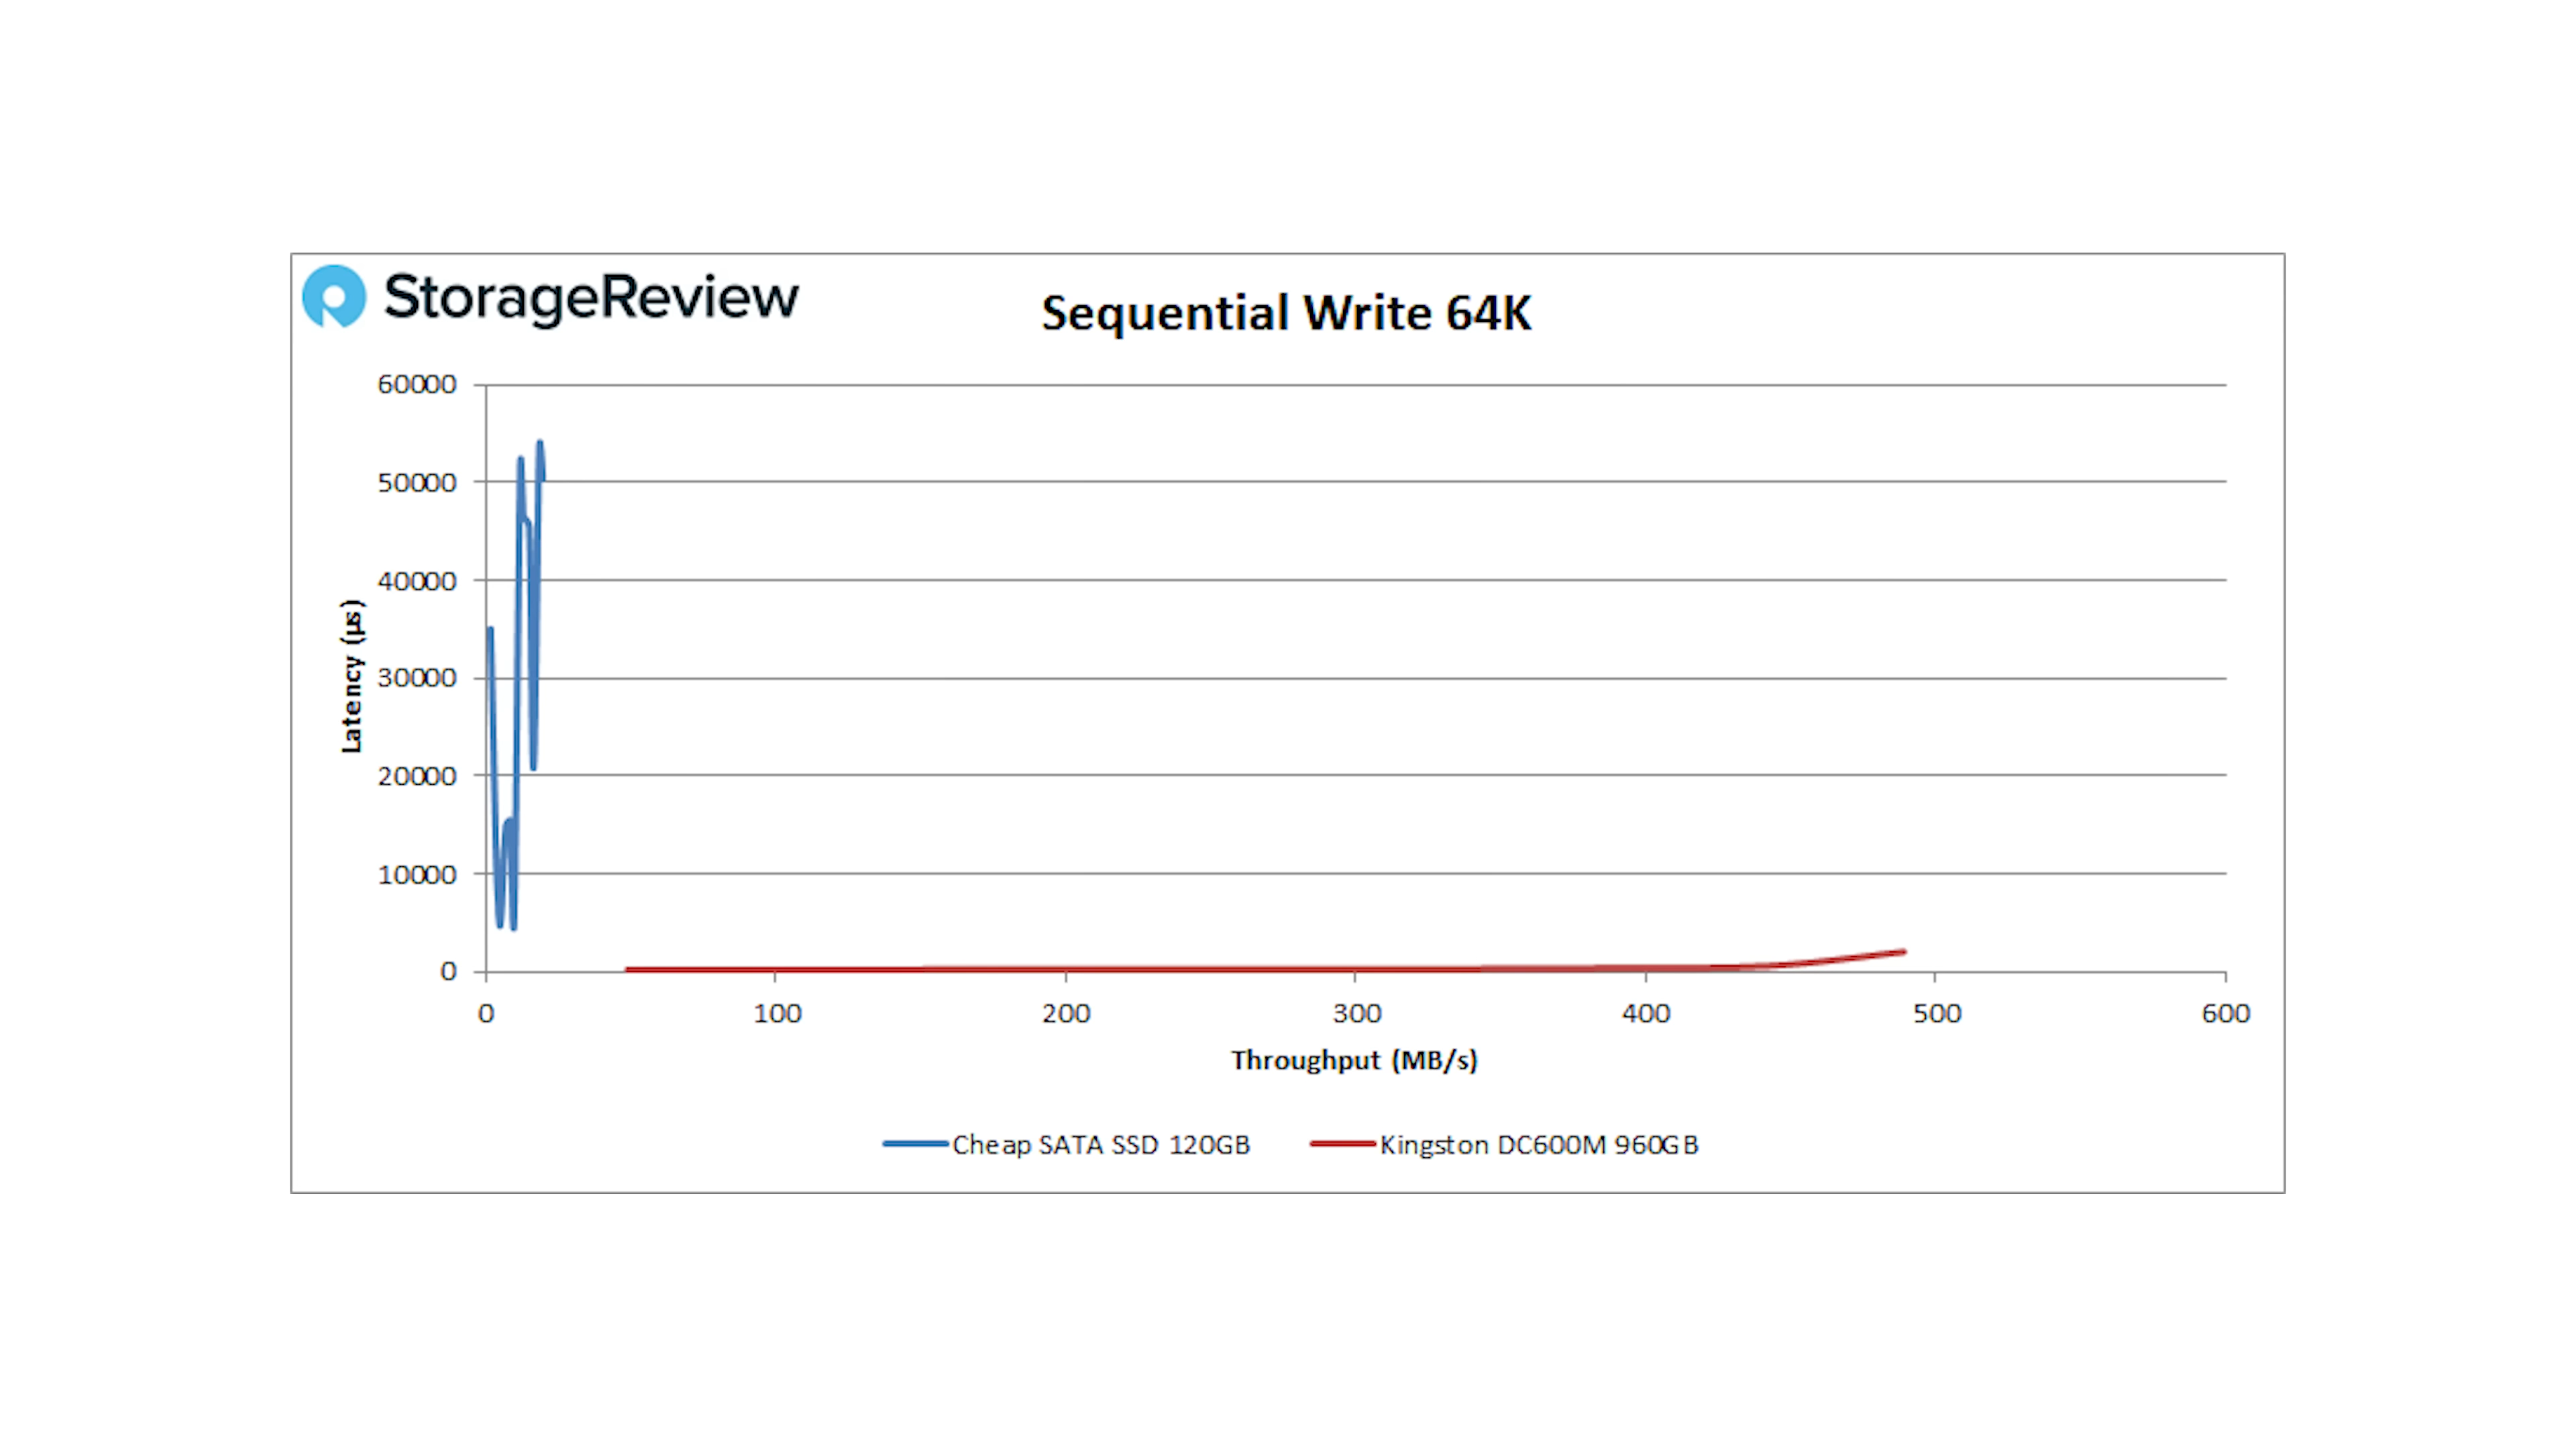 StorageReview
Sequential Write 64K
60000
50000
40000
30000
20000
10000
0
Latency (µs)
0 100 200 300 400 500 600
Throughput (MB/s)
Cheap SATA SSD 120GB Kingston DC600M 960GB